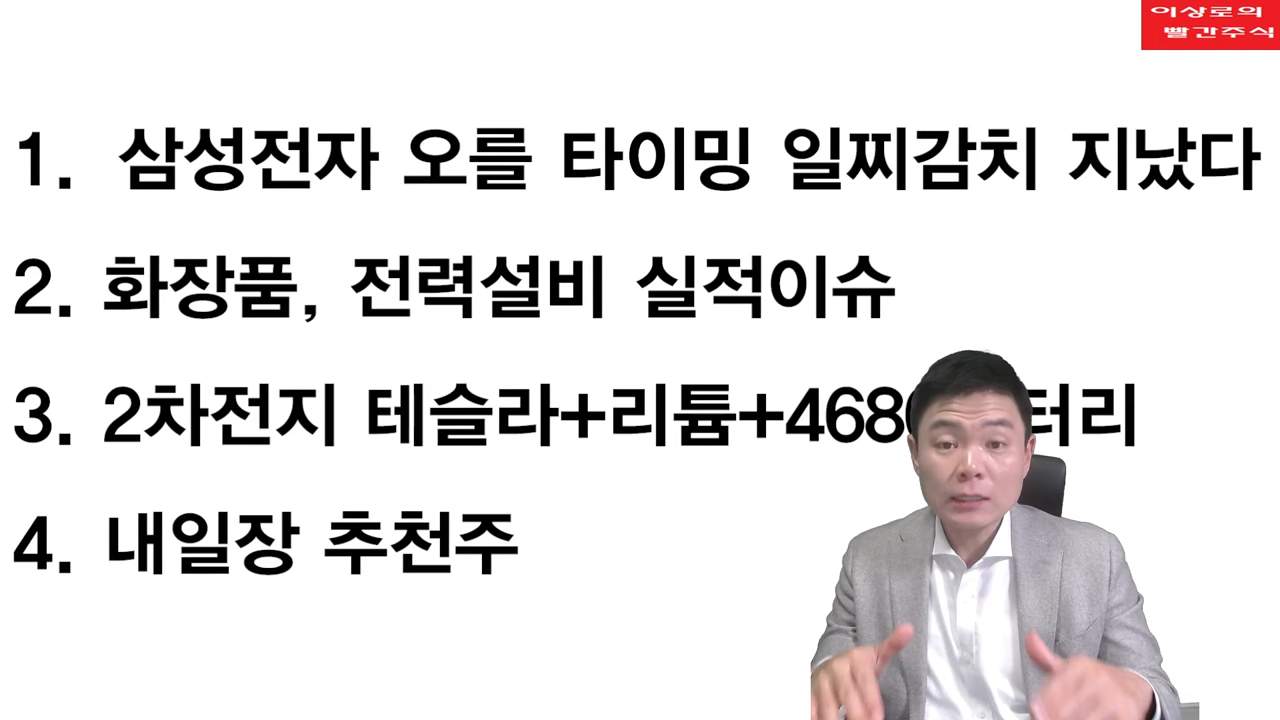 이상로의
빨간주식
1. 삼성전자 오를 타이밍 일찌감치 지났다
2. 화장품, 전력설비 실적이슈
3. 2차전지 테슬라+리튬+468 터리
4. 내일장 추천주